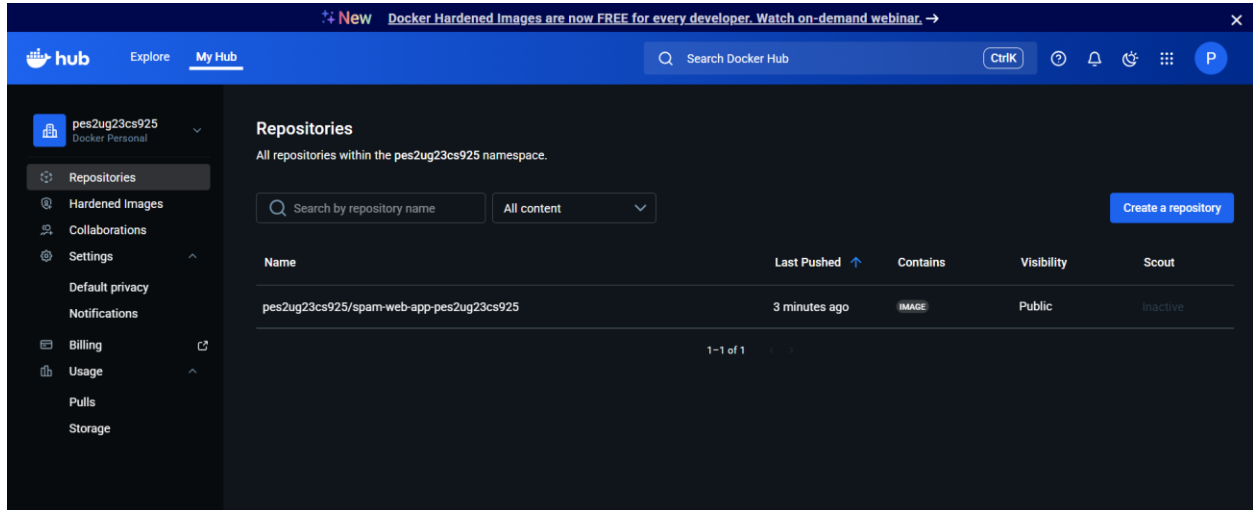 New Docker Hardened Images are now FREE for every developer. Watch on-demand webinar. →
hub Explore My Hub Search Docker Hub CtrlK P
pes2ug23cs925
Docker Personal
Repositories
Hardened Images
Collaborations
Settings
Default privacy
Notifications
Billing
Usage
Pulls
Storage
Repositories
All repositories within the pes2ug23cs925 namespace.
Search by repository name All content Create a repository
Name Last Pushed ↑ Contains Visibility Scout
pes2ug23cs925/spam-web-app-pes2ug23cs925 3 minutes ago IMAGE Public Inactive
1–1 of 1